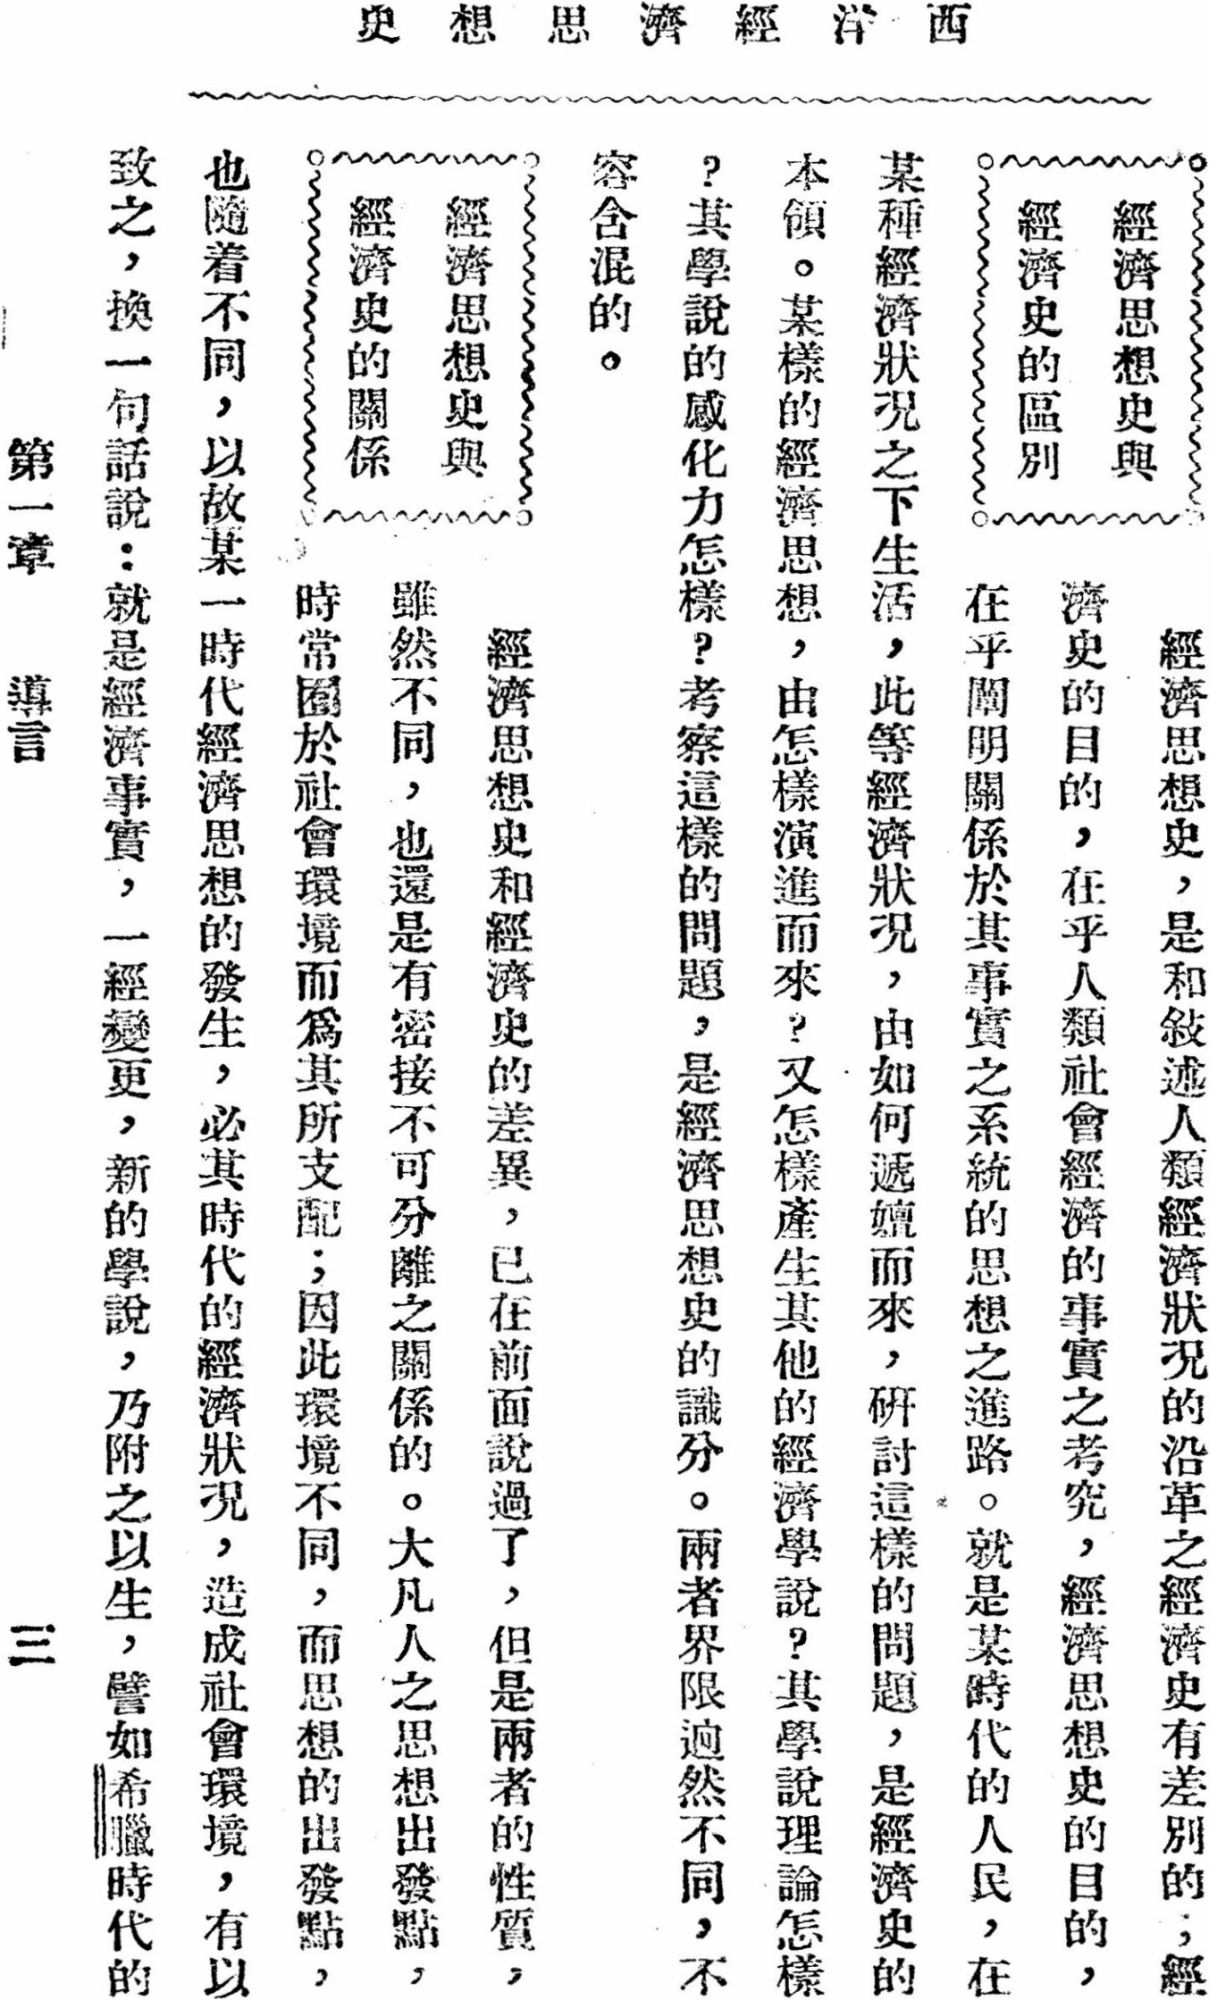 西洋經濟思想史
經濟思想史與
經濟史的區別
經濟思想史，是和敍述人類經濟狀況的沿革之經濟史有差別的；經
濟史的目的，在乎人類社會經濟的事實之考究，經濟思想史的目的，
在乎闡明關係於其事實之系統的思想之進路。就是某時代的人民，在
某種經濟狀況之下生活，此等經濟狀況，由如何遞嬗而來，研討這樣的問題，是經濟史的
本領。某樣的經濟思想，由怎樣演進而來？又怎樣產生其他的經濟學說？其學說理論怎樣
？其學說的感化力怎樣？考察這樣的問題，是經濟思想史的識分。兩者界限逈然不同，不
容含混的。
經濟思想史與
經濟史的關係
經濟思想史和經濟史的差異，已在前面說過了，但是兩者的性質，
雖然不同，也還是有密接不可分離之關係的。大凡人之思想出發點，
時常囿於社會環境而爲其所支配；因此環境不同，而思想的出發點，
也隨着不同，以故某一時代經濟思想的發生，必其時代的經濟狀況，造成社會環境，有以
致之，換一句話說：就是經濟事實，一經變更，新的學說，乃附之以生，譬如希臘時代的
第一章 導言 三